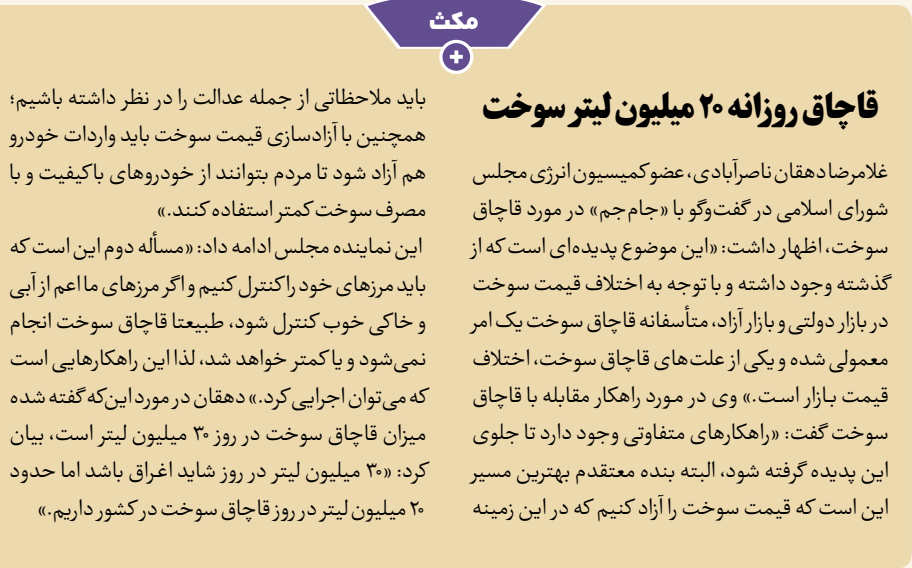 مکث
قاچاق روزانه ۲۰ میلیون لیتر سوخت
غلامرضا دهقان ناصرآبادی، عضو کمیسیون انرژی مجلس
شورای اسلامی در گفت‌وگو با «جام‌جم» در مورد قاچاق
سوخت، اظهار داشت: «این موضوع پدیده‌ای است که از
گذشته وجود داشته و با توجه به اختلاف قیمت سوخت
در بازار دولتی و بازار آزاد، متأسفانه قاچاق سوخت یک امر
معمولی شده و یکی از علت‌های قاچاق سوخت، اختلاف
قیمت بازار است.» وی در مورد راهکار مقابله با قاچاق
سوخت گفت: «راهکارهای متفاوتی وجود دارد تا جلوی
این پدیده گرفته شود، البته بنده معتقدم بهترین مسیر
این است که قیمت سوخت را آزاد کنیم که در این زمینه
باید ملاحظاتی از جمله عدالت را در نظر داشته باشیم؛
همچنین با آزادسازی قیمت سوخت باید واردات خودرو
هم آزاد شود تا مردم بتوانند از خودروهای باکیفیت و با
مصرف سوخت کمتر استفاده کنند.»
این نماینده مجلس ادامه داد: «مسأله دوم این است که
باید مرزهای خود را کنترل کنیم و اگر مرزهای ما اعم از آبی
و خاکی خوب کنترل شود، طبیعتا قاچاق سوخت انجام
نمی‌شود و یا کمتر خواهد شد، لذا این راهکارهایی است
که می‌توان اجرایی کرد.» دهقان در مورد این‌که گفته شده
میزان قاچاق سوخت در روز ۳۰ میلیون لیتر است، بیان
کرد: «۳۰ میلیون لیتر در روز شاید اغراق باشد اما حدود
۲۰ میلیون لیتر در روز قاچاق سوخت در کشور داریم.»